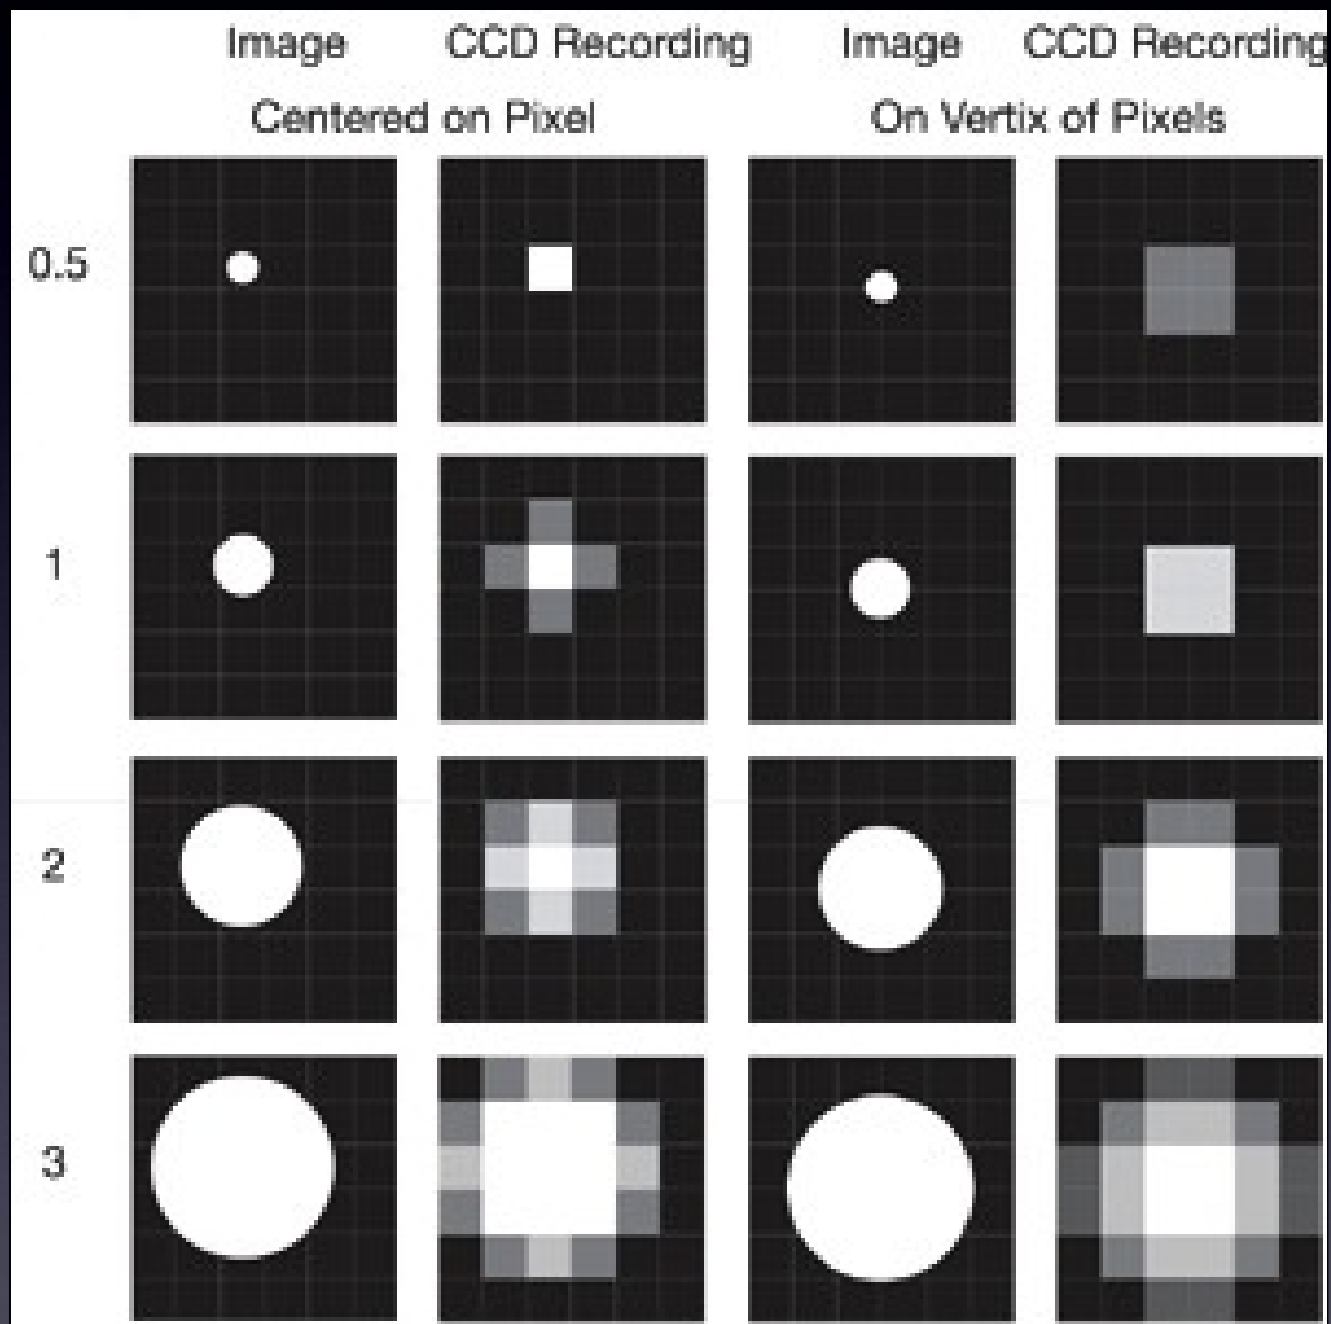 Image CCD Recording Image CCD Recording
Centered on Pixel On Vertix of Pixels
0.5
1
2
3